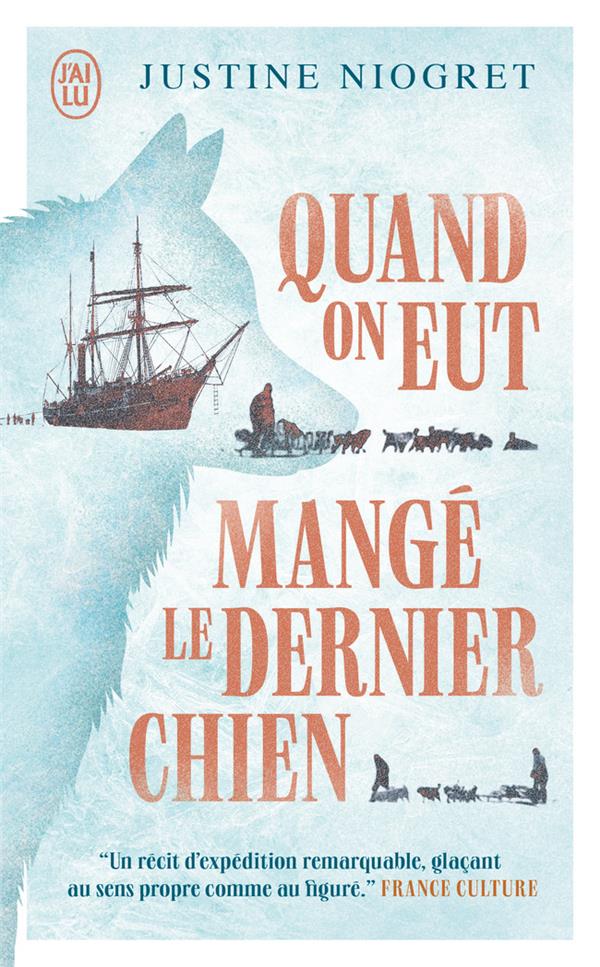 J'AI
LU
JUSTINE NIOGRET
QUAND
ON EUT
MANGÉ
LE DERNIER
CHIEN
“Un récit d’expédition remarquable, glaçant
au sens propre comme au figuré.” FRANCE CULTURE